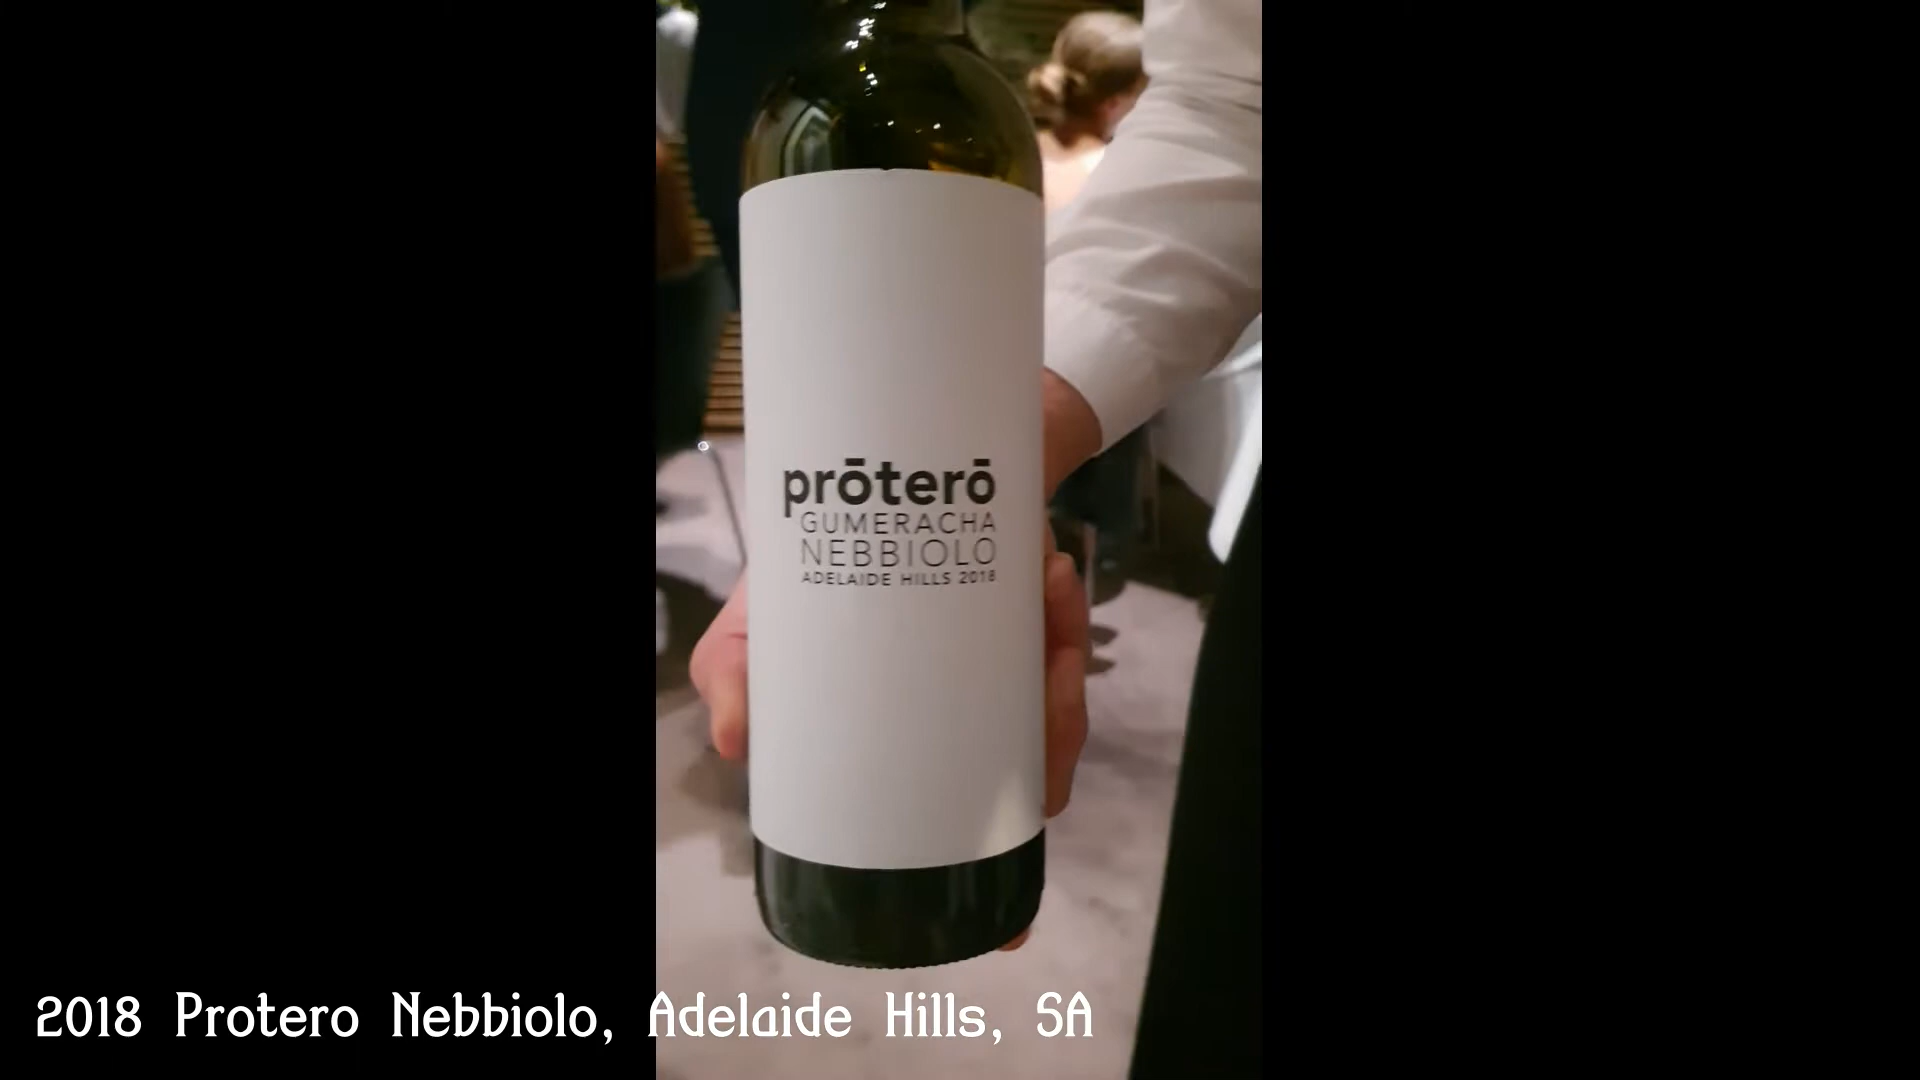 prōterō
GUMERACHA
NEBBIOLO
ADELAIDE HILLS 2018
2018 Protero Nebbiolo, Adelaide Hills, SA